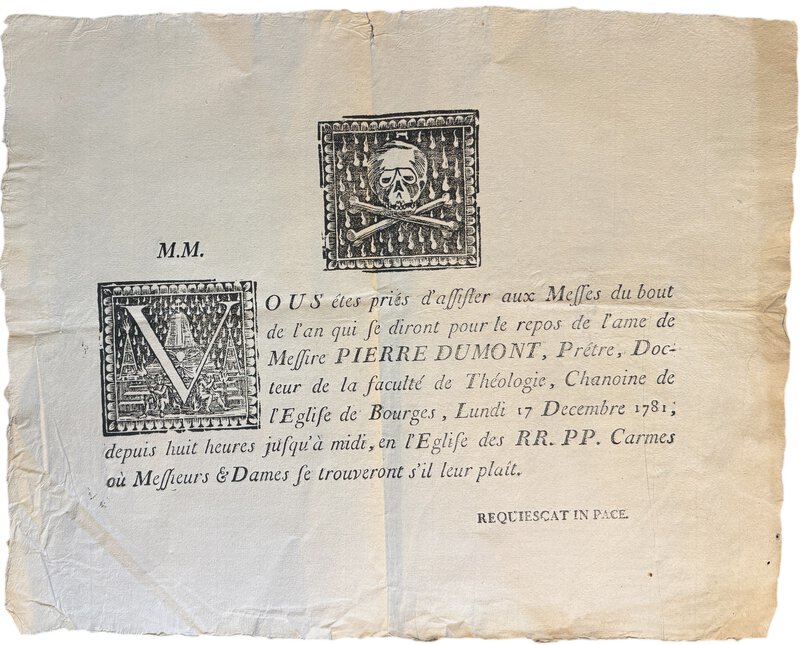 M.M.
VOUS étes priés d'aſſiſter aux Meſſes du bout
de l'an qui ſe diront pour le repos de l'ame de
Meſſire PIERRE DUMONT, Prétre, Doc-
teur de la faculté de Théologie, Chanoine de
l'Egliſe de Bourges, Lundi 17 Decembre 1781;
depuis huit heures juſqu'à midi, en l'Egliſe des RR. PP. Carmes
où Meſſieurs & Dames ſe trouveront s'il leur plaît.
REQUIESCAT IN PACE.